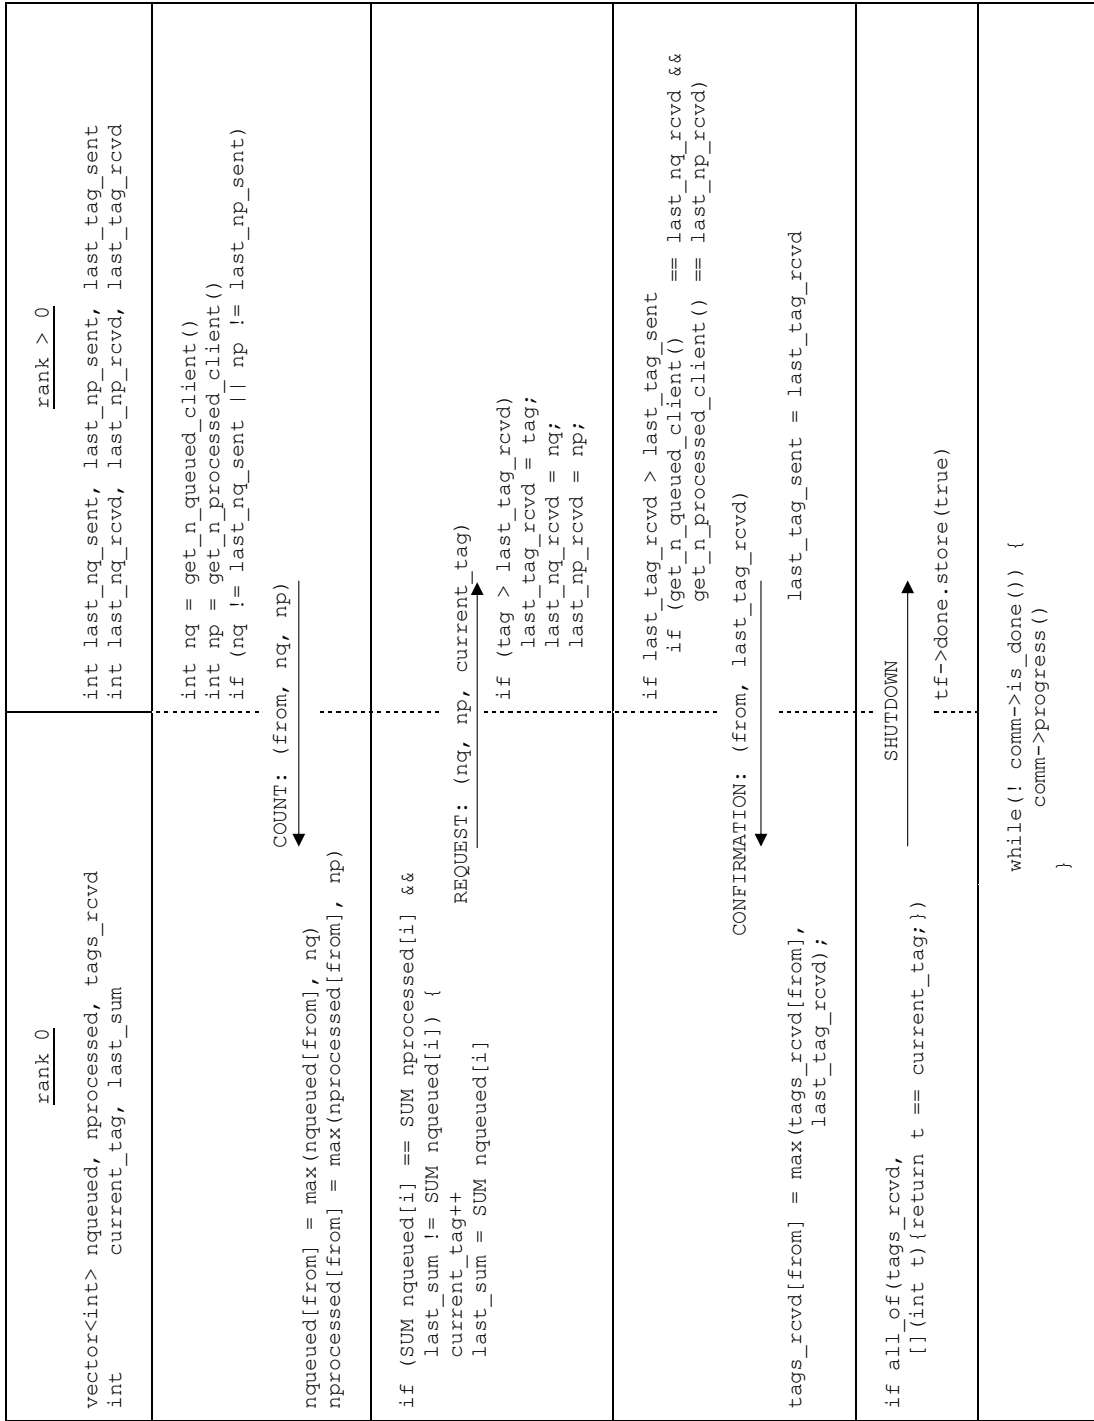 rank 0
vector<int> nqueued, nprocessed, tags_rcvd
int current_tag, last_sum
rank > 0
int last_nq_sent, last_np_sent, last_tag_sent
int last_nq_rcvd, last_np_rcvd, last_tag_rcvd
int nq = get_n_queued_client()
int np = get_n_processed_client()
if (nq != last_nq_sent || np != last_np_sent)
COUNT: (from, nq, np)
nqueued[from] = max(nqueued[from], nq)
nprocessed[from] = max(nprocessed[from], np)
if (SUM nqueued[i] == SUM nprocessed[i] &&
last_sum != SUM nqueued[i]) {
current_tag++
last_sum = SUM nqueued[i]
REQUEST: (nq, np, current_tag)
if (tag > last_tag_rcvd)
last_tag_rcvd = tag;
last_nq_rcvd = nq;
last_np_rcvd = np;
if last_tag_rcvd > last_tag_sent
if (get_n_queued_client() == last_nq_rcvd &&
get_n_processed_client() == last_np_rcvd)
CONFIRMATION: (from, last_tag_rcvd)
last_tag_sent = last_tag_rcvd
tags_rcvd[from] = max(tags_rcvd[from],
last_tag_rcvd);
if all_of(tags_rcvd,
[](int t){return t == current_tag;})
SHUTDOWN
tf->done.store(true)
while(! comm->is_done()) {
comm->progress()
}